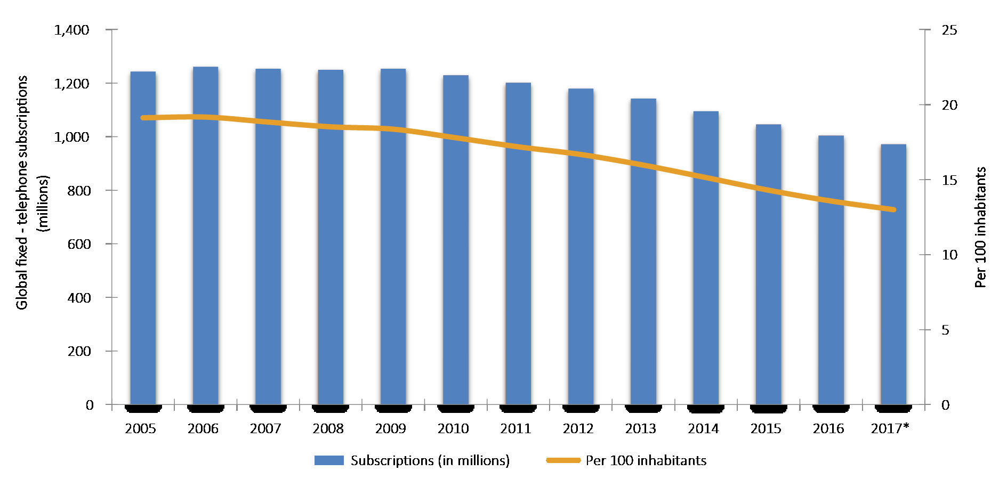 Global fixed - telephone subscriptions
(millions)
1,400
1,200
1,000
800
600
400
200
0
25
20
15
10
5
0
Per 100 inhabitants
2005 2006 2007 2008 2009 2010 2011 2012 2013 2014 2015 2016 2017*
Subscriptions (in millions) Per 100 inhabitants